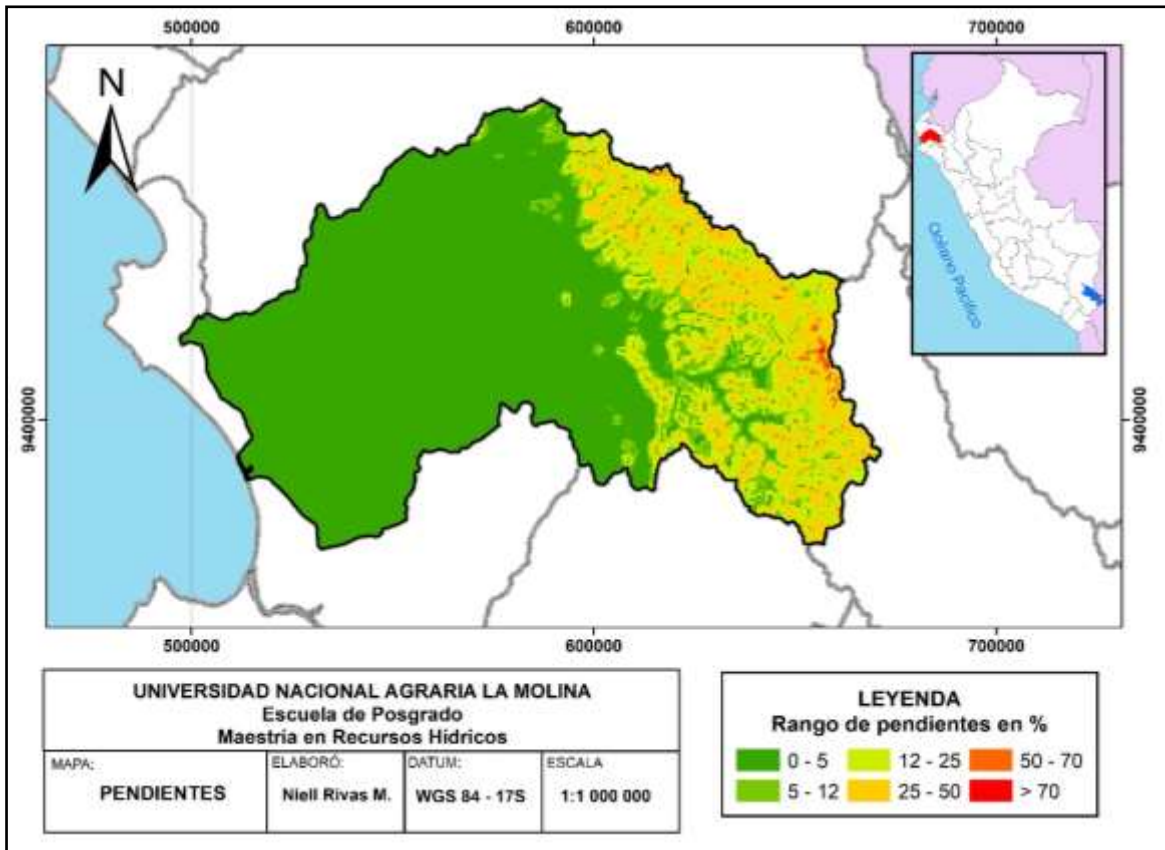 500000
600000
700000
N
Océano Pacífico
9400000
9400000
500000
600000
700000
UNIVERSIDAD NACIONAL AGRARIA LA MOLINA
Escuela de Posgrado
Maestría en Recursos Hídricos
MAPA:
PENDIENTES
ELABORÓ:
Niell Rivas M.
DATUM:
WGS 84 - 17S
ESCALA
1:1 000 000
LEYENDA
Rango de pendientes en %
0 - 5
12 - 25
50 - 70
5 - 12
25 - 50
> 70